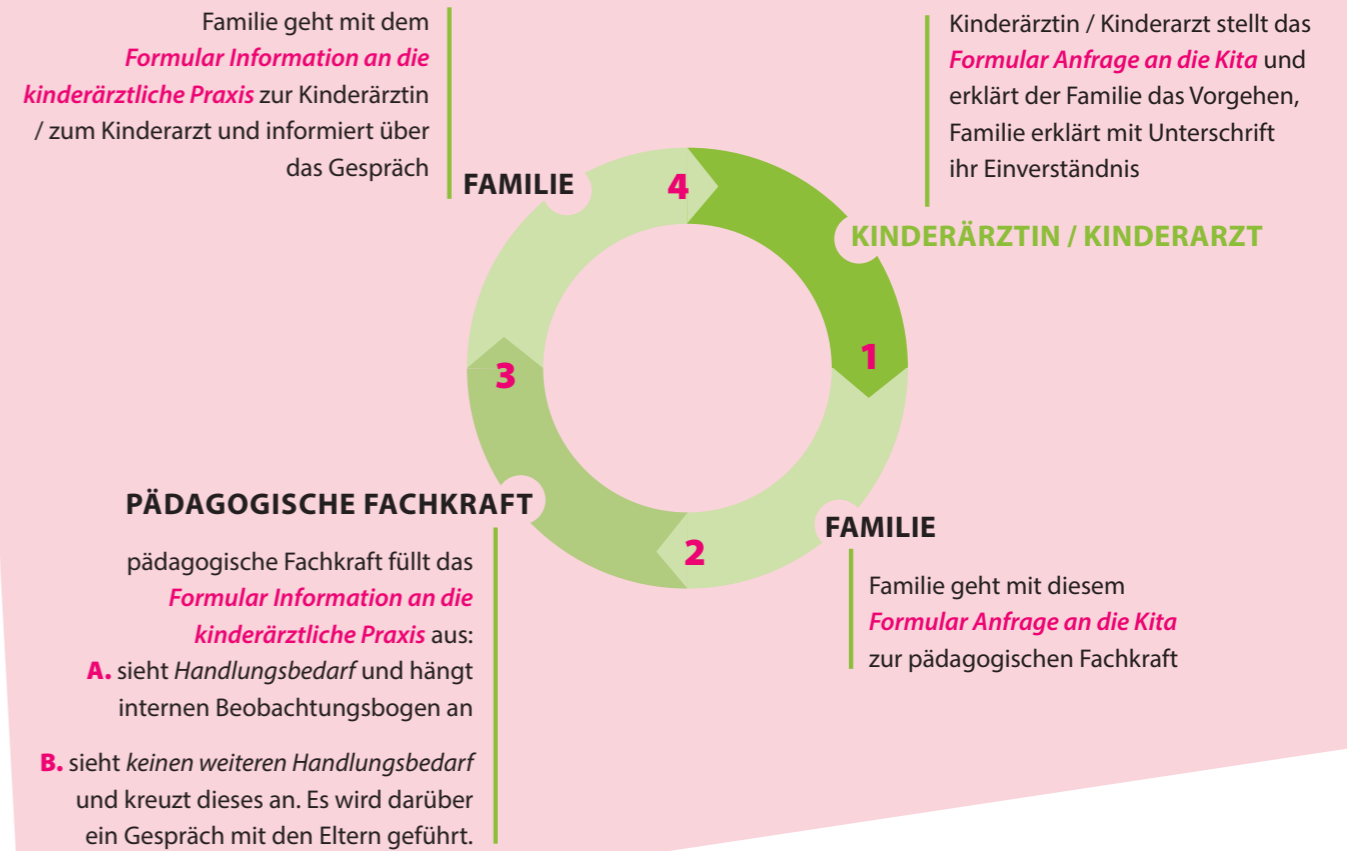 Familie geht mit dem
Formular Information an die
kinderärztliche Praxis zur Kinderärztin
/ zum Kinderarzt und informiert über
das Gespräch
FAMILIE
4
Kinderärztin / Kinderarzt stellt das
Formular Anfrage an die Kita und
erklärt der Familie das Vorgehen,
Familie erklärt mit Unterschrift
ihr Einverständnis
KINDERÄRZTIN / KINDERARZT
1
3
PÄDAGOGISCHE FACHKRAFT
pädagogische Fachkraft füllt das
Formular Information an die
kinderärztliche Praxis aus:
A. sieht Handlungsbedarf und hängt
internen Beobachtungsbogen an
B. sieht keinen weiteren Handlungsbedarf
und kreuzt dieses an. Es wird darüber
ein Gespräch mit den Eltern geführt.
2
FAMILIE
Familie geht mit diesem
Formular Anfrage an die Kita
zur pädagogischen Fachkraft